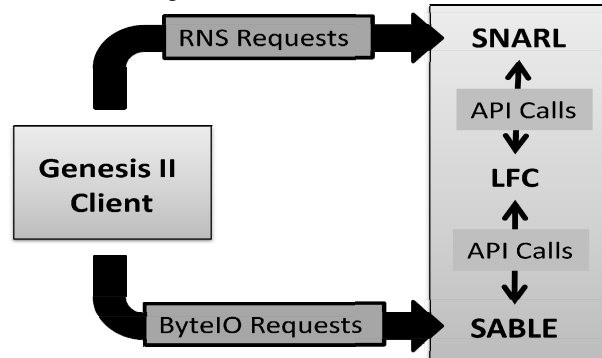 RNS Requests
SNARL
API Calls
Genesis II
Client
LFC
API Calls
ByteIO Requests
SABLE